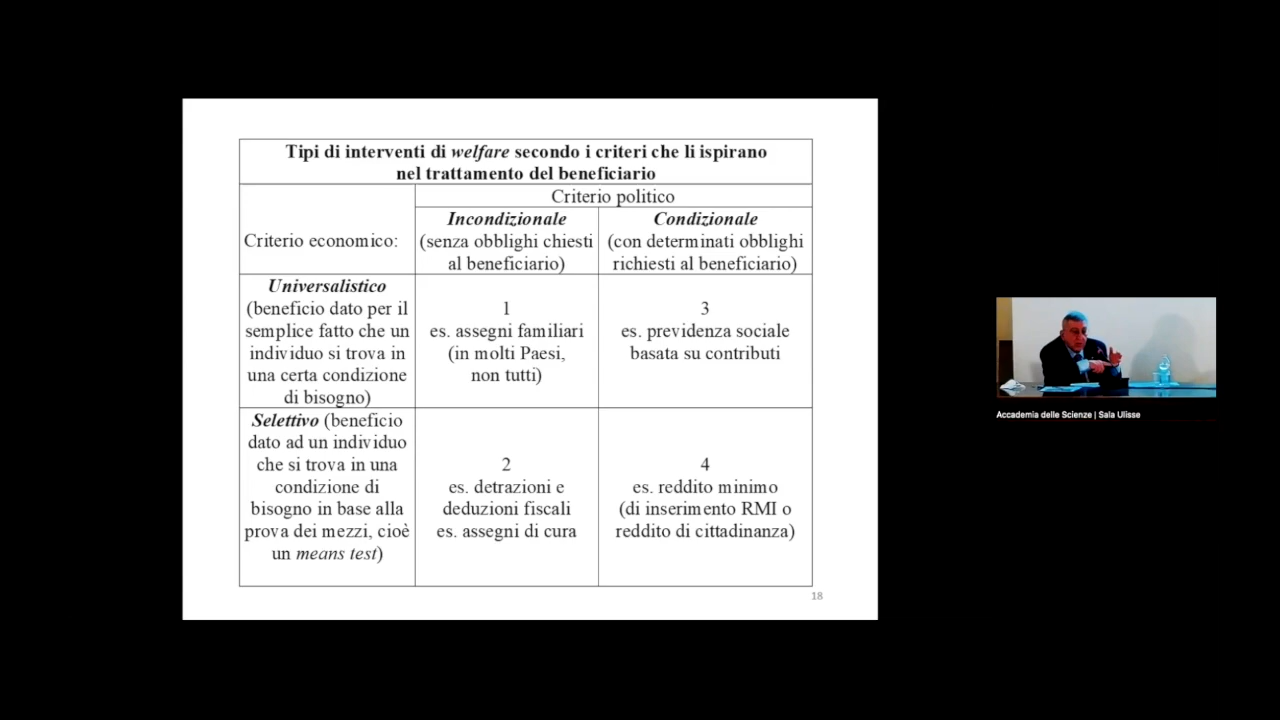 Tipi di interventi di welfare secondo i criteri che li ispirano
nel trattamento del beneficiario
Criterio politico
Criterio economico:
Incondizionale
(senza obblighi chiesti
al beneficiario)
Condizionale
(con determinati obblighi
richiesti al beneficiario)
Universalistico
(beneficio dato per il
semplice fatto che un
individuo si trova in
una certa condizione
di bisogno)
1
es. assegni familiari
(in molti Paesi,
non tutti)
3
es. previdenza sociale
basata su contributi
Selettivo (beneficio
dato ad un individuo
che si trova in una
condizione di
bisogno in base alla
prova dei mezzi, cioè
un means test)
2
es. detrazioni e
deduzioni fiscali
es. assegni di cura
4
es. reddito minimo
(di inserimento RMI o
reddito di cittadinanza)
18
Accademia delle Scienze | Sala Ulisse